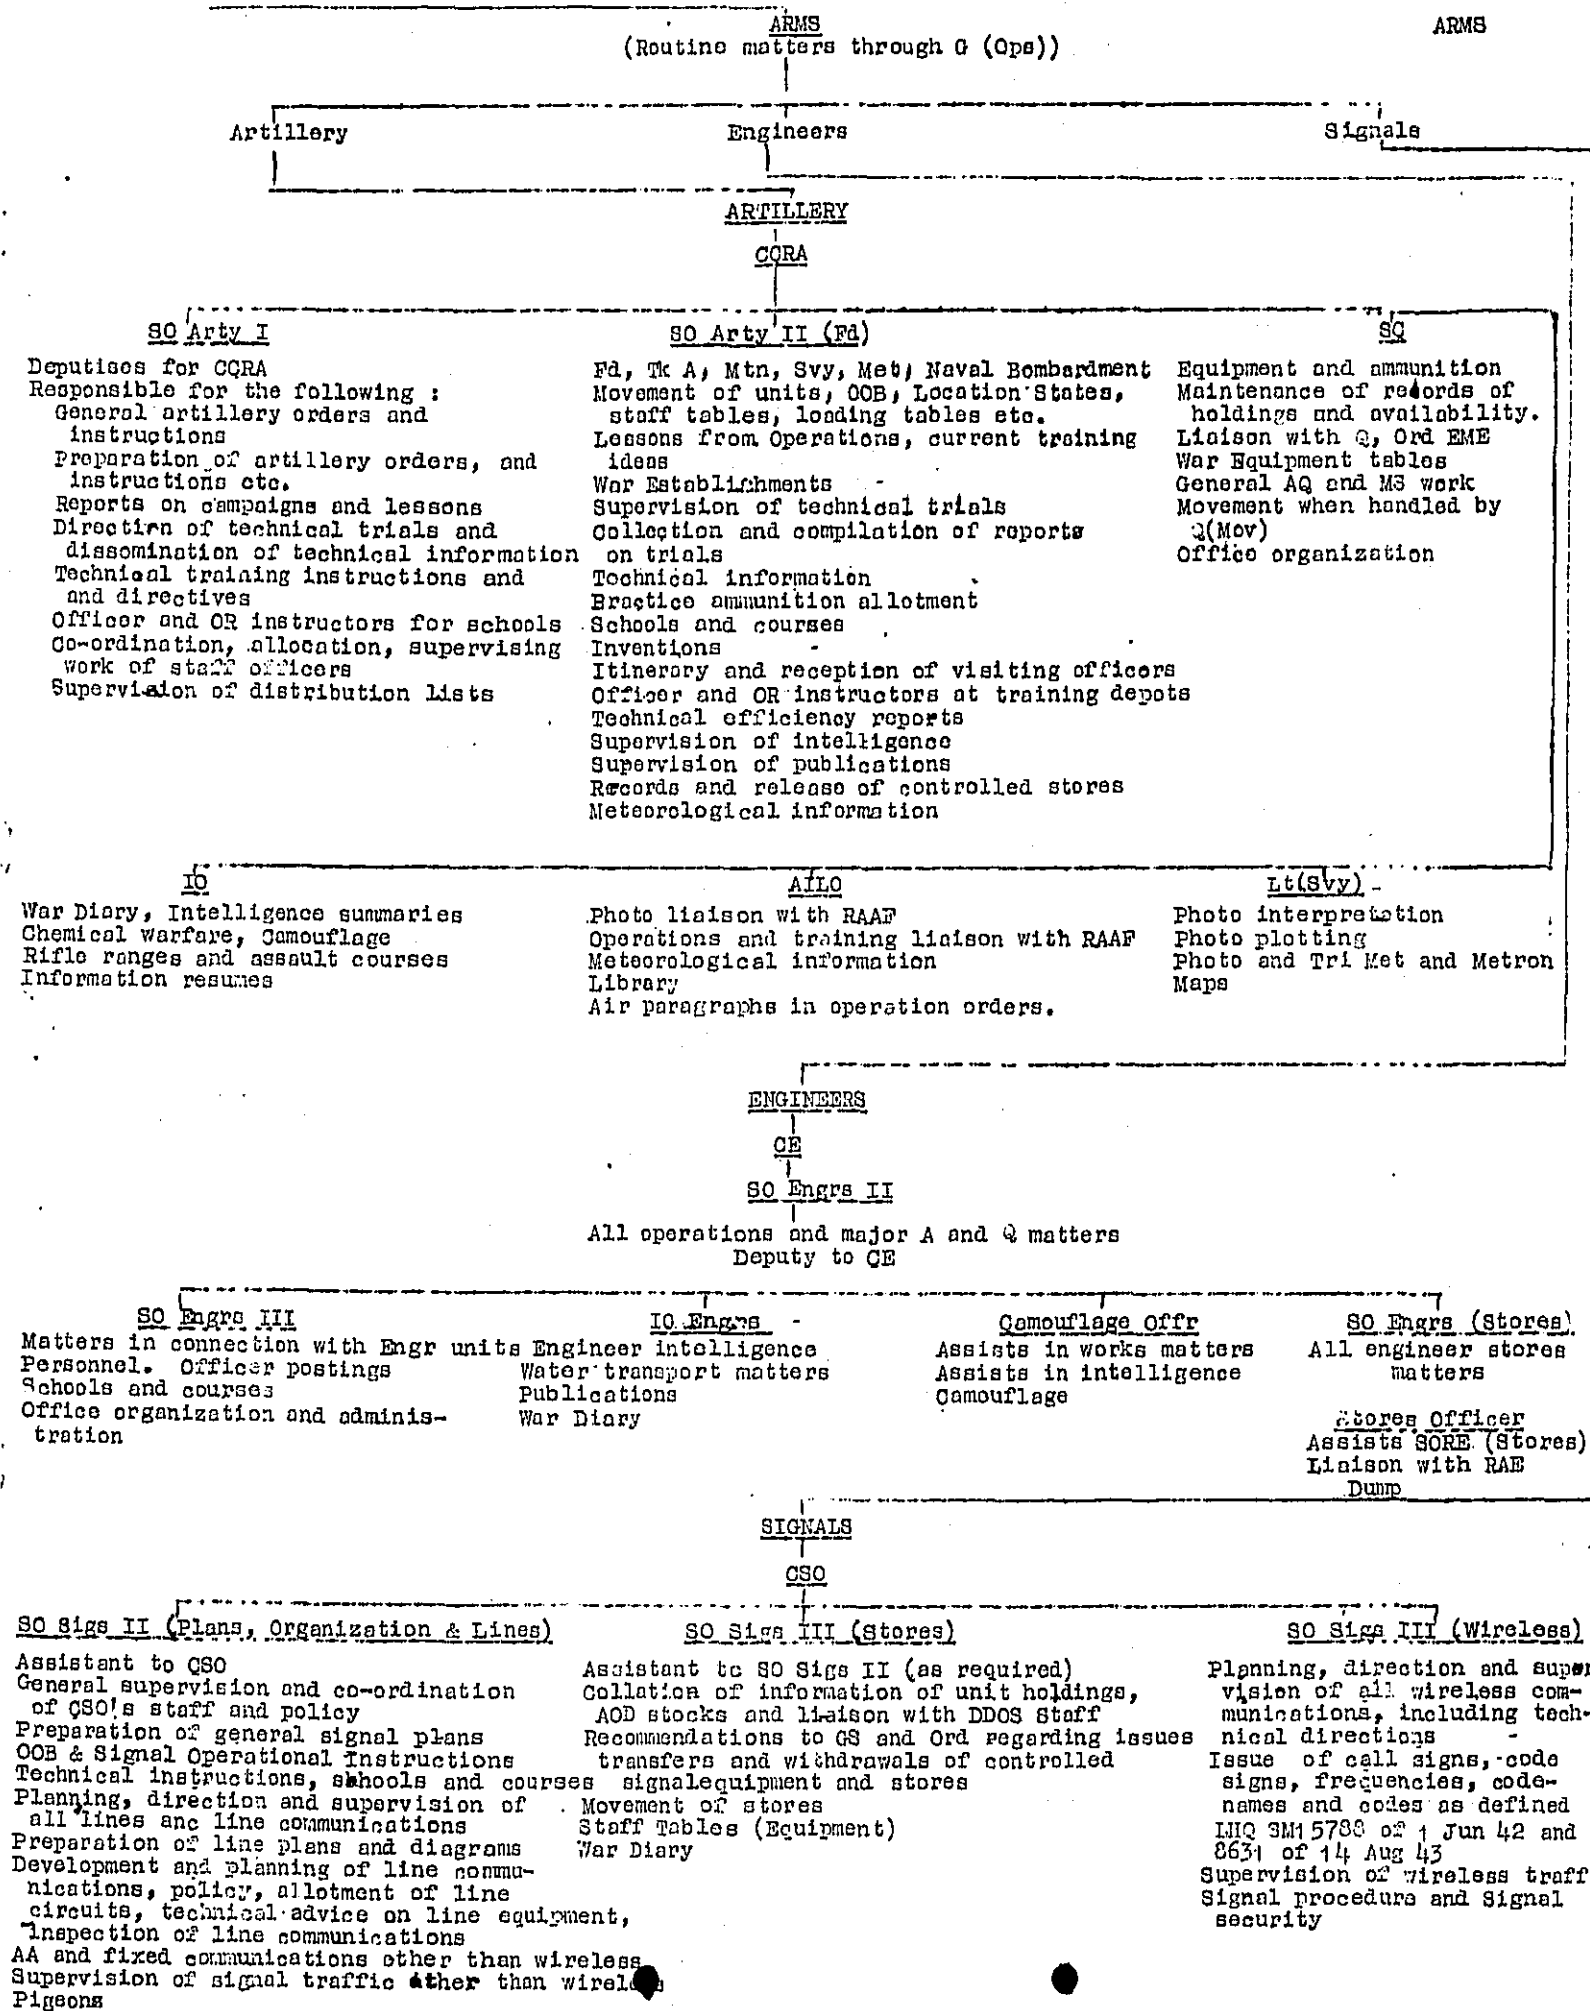 ARMS
ARMS
(Routine matters through G (Ops))
Artillery
Engineers
Signals
ARTILLERY
CCRA
SO Arty I
Deputises for CCRA
Responsible for the following :
General artillery orders and
instructions
Preparation of artillery orders, and
instructions etc.
Reports on campaigns and lessons
Direction of technical trials and
dissemination of technical information
Technical training instructions and
and directives
Officer and OR instructors for schools
Co-ordination, allocation, supervising
work of staff officers
Supervision of distribution lists
SO Arty II (Fd)
Fd, Tk A, Mtn, Svy, Met, Naval Bombardment
Movement of units, OOB, Location States,
staff tables, loading tables etc.
Lessons from Operations, current training
ideas
War Establishments -
Supervision of technical trials
Collection and compilation of reports
on trials
Technical information
Bractice ammunition allotment
Schools and courses
Inventions
Itinerory and reception of visiting officers
Officer and OR instructors at training depots
Technical efficiency reports
Supervision of intelligence
Supervision of publications
Records and release of controlled stores
Meteorological information
SC
Equipment and ammunition
Maintenance of records of
holdings and availability.
Liaison with Q, Ord EME
War Equipment tables
General AQ and MS work
Movement when handled by
Q(Mov)
Office organization
IO
War Diary, Intelligence summaries
Chemical warfare, Camouflage
Rifle ranges and assault courses
Information resumes
AILO
Photo liaison with RAAF
Operations and training liaison with RAAF
Meteorological information
Library
Air paragraphs in operation orders.
Lt(Svy) -
Photo interpretation
Photo plotting
Photo and Tri Met and Metron
Maps
ENGINEERS
CE
SO Engrs II
All operations and major A and Q matters
Deputy to CE
SO Engrs III
Matters in connection with Engr units
Personnel. Officer postings
Schools and courses
Office organization and adminis-
tration
IO Engrs -
Engineer intelligence
Water transport matters
Publications
War Diary
Camouflage Offr
Assists in works matters
Assists in intelligence
Camouflage
SO Engrs (Stores)
All engineer stores
matters
Stores Officer
Assists SORE (Stores)
Liaison with RAE
Dump
SIGNALS
CSO
SO Sigs II (Plans, Organization & Lines)
Assistant to CSO
General supervision and co-ordination
of CSO's staff and policy
Preparation of general signal plans
OOB & Signal Operational Instructions
Technical instructions, schools and courses
Planning, direction and supervision of
all lines and line communications
Preparation of line plans and diagrams
Development and planning of line commu-
nications, policy, allotment of line
circuits, technical advice on line equipment,
inspection of line communications
AA and fixed communications other than wireless
Supervision of signal traffic other than
Pigeons
SO Sigs III (Stores)
Assistant to SO Sigs II (as required)
Collation of information of unit holdings,
AOD stocks and liaison with DDOS Staff
Recommendations to GS and Ord regarding issues
transfers and withdrawals of controlled
signalequipment and stores
Movement of stores
Staff Tables (Equipment)
War Diary
SO Sigs III (Wireless)
Planning, direction and super
vision of all wireless com-
munications, including tech-
nical directions -
Issue of call signs, code
signs, frequencies, code-
names and codes as defined
LHQ of 1 Jun 42 and
8631 of 14 Aug 43
Supervision of wireless traff
Signal procedure and Signal
security